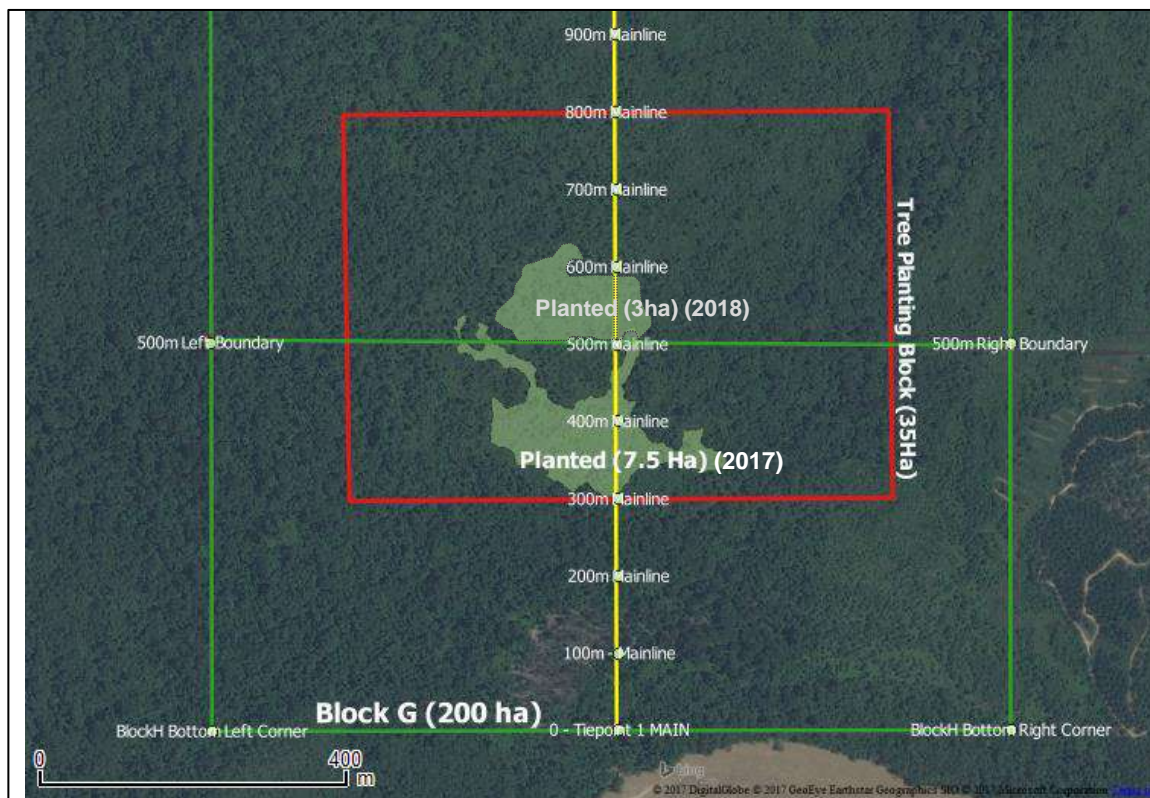 900m Mainline
800m Mainline
700m Mainline
Tree Planting Block (35Ha)
600m Mainline
Planted (3ha) (2018)
500m Left Boundary
500m Mainline
500m Right Boundary
400m Mainline
Planted (7.5 Ha) (2017)
300m Mainline
200m Mainline
100m - Mainline
Block G (200 ha)
BlockH Bottom Left Corner
0 - Tiepoint 1 MAIN
BlockH Bottom Right Corner
0
400
m
bing
© 2017 DigitalGlobe © 2017 GeoEye Earthstar Geographics SIO © 2017 Microsoft Corporation